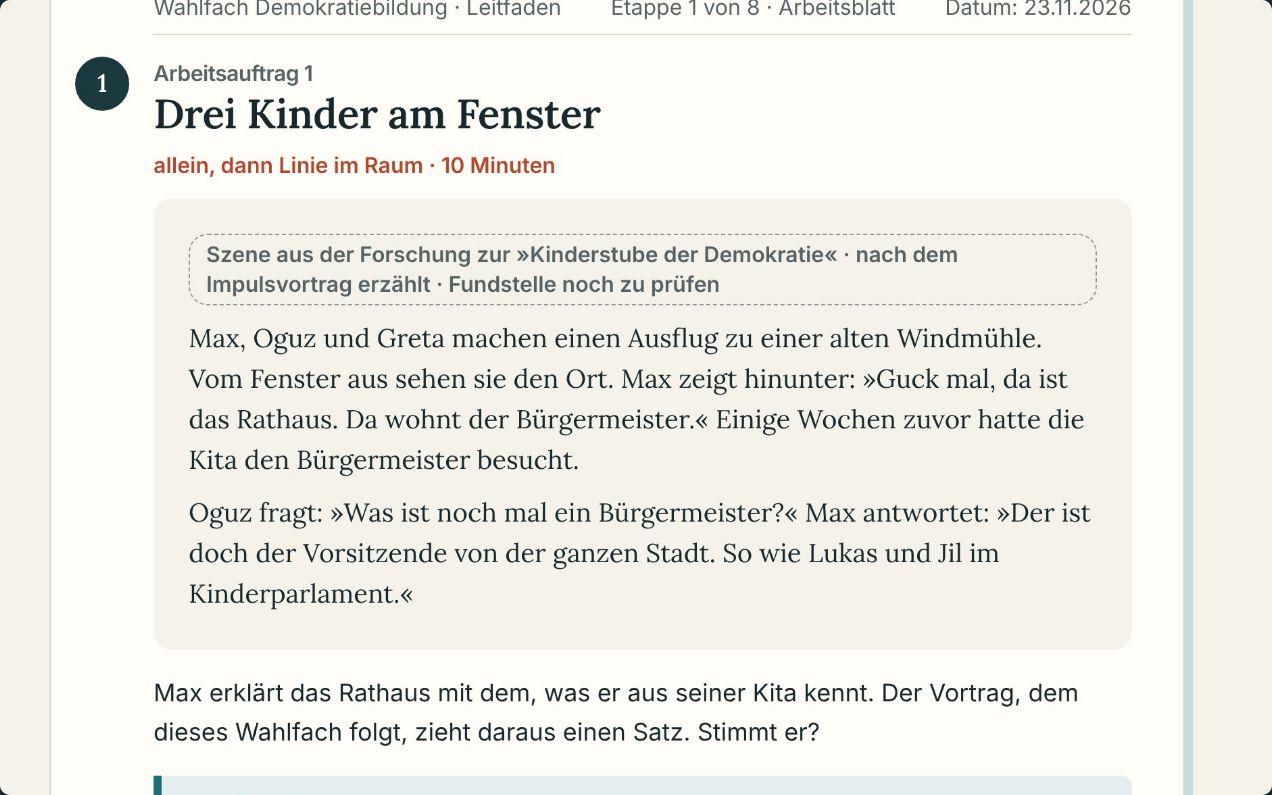 Wahlfach Demokratiebildung · Leitfaden Etappe 1 von 8 · Arbeitsblatt Datum: 23.11.2026
1
Arbeitsauftrag 1
Drei Kinder am Fenster
allein, dann Linie im Raum · 10 Minuten
Szene aus der Forschung zur »Kinderstube der Demokratie« · nach dem
Impulsvortrag erzählt · Fundstelle noch zu prüfen
Max, Oguz und Greta machen einen Ausflug zu einer alten Windmühle.
Vom Fenster aus sehen sie den Ort. Max zeigt hinunter: »Guck mal, da ist
das Rathaus. Da wohnt der Bürgermeister.« Einige Wochen zuvor hatte die
Kita den Bürgermeister besucht.
Oguz fragt: »Was ist noch mal ein Bürgermeister?« Max antwortet: »Der ist
doch der Vorsitzende von der ganzen Stadt. So wie Lukas und Jil im
Kinderparlament.«
Max erklärt das Rathaus mit dem, was er aus seiner Kita kennt. Der Vortrag, dem
dieses Wahlfach folgt, zieht daraus einen Satz. Stimmt er?